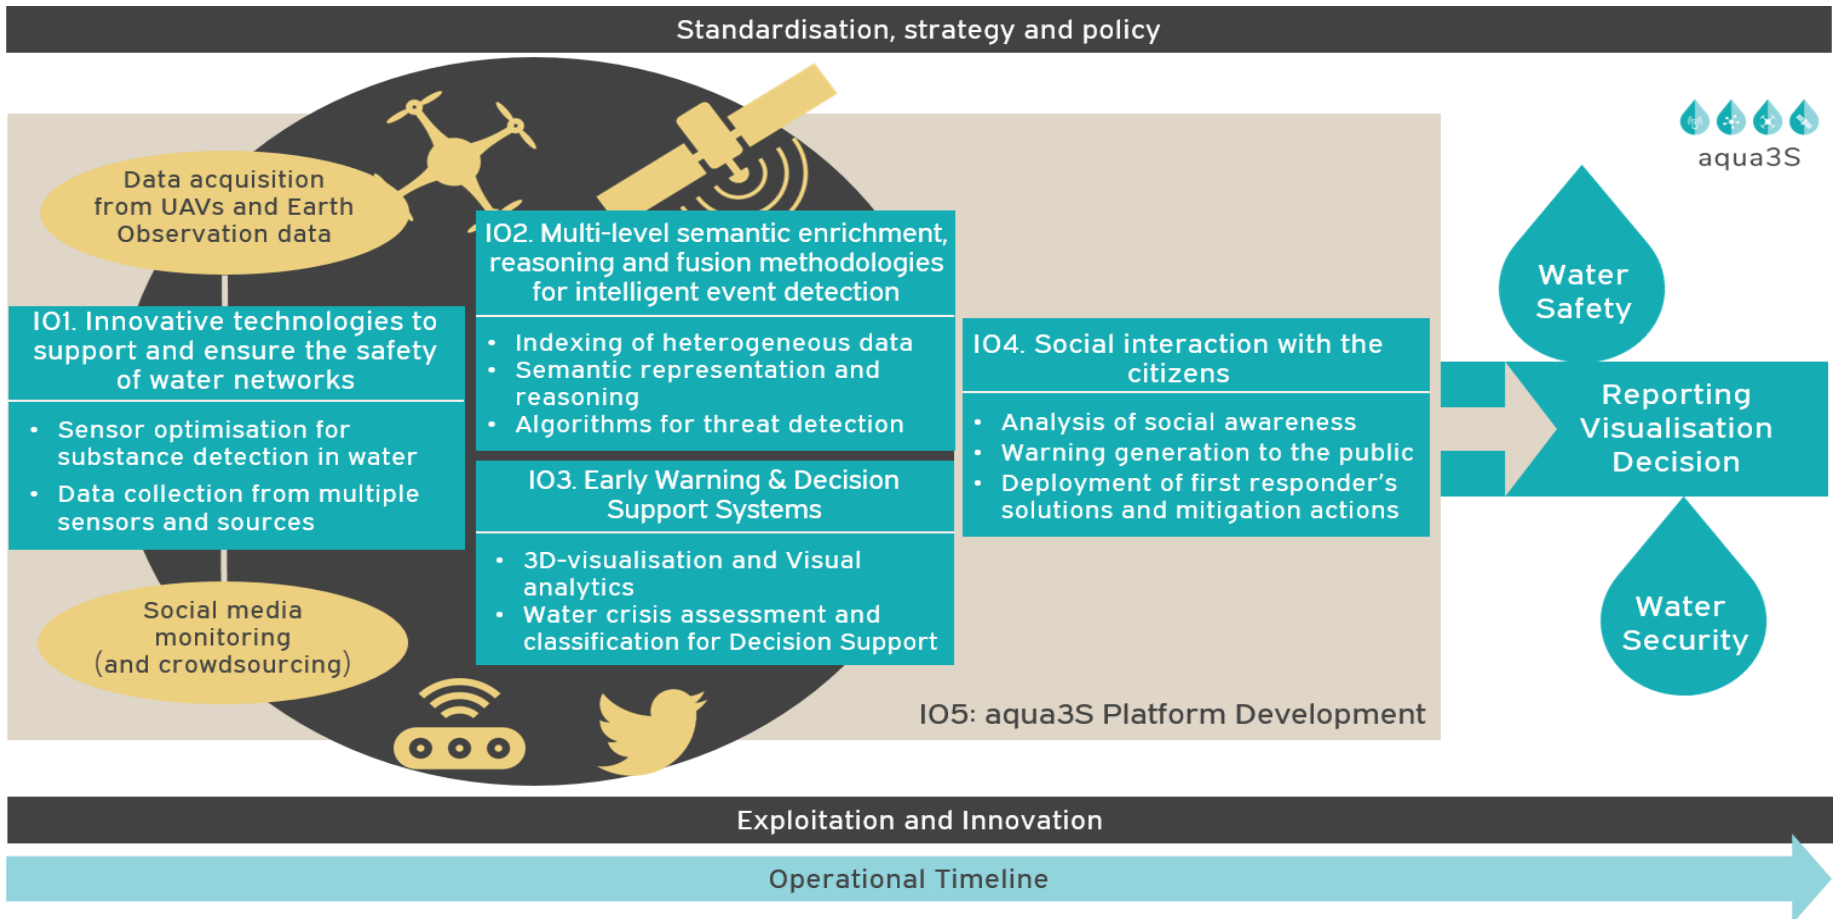 Standardisation, strategy and policy
aqua3S
Data acquisition
from UAVs and Earth
Observation data
IO1. Innovative technologies to
support and ensure the safety
of water networks
• Sensor optimisation for
substance detection in water
• Data collection from multiple
sensors and sources
Social media
monitoring
(and crowdsourcing)
IO2. Multi-level semantic enrichment,
reasoning and fusion methodologies
for intelligent event detection
• Indexing of heterogeneous data
• Semantic representation and
reasoning
• Algorithms for threat detection
IO3. Early Warning & Decision
Support Systems
• 3D-visualisation and Visual
analytics
• Water crisis assessment and
classification for Decision Support
IO4. Social interaction with the
citizens
• Analysis of social awareness
• Warning generation to the public
• Deployment of first responder's
solutions and mitigation actions
IO5: aqua3S Platform Development
Water
Safety
Reporting
Visualisation
Decision
Water
Security
Exploitation and Innovation
Operational Timeline